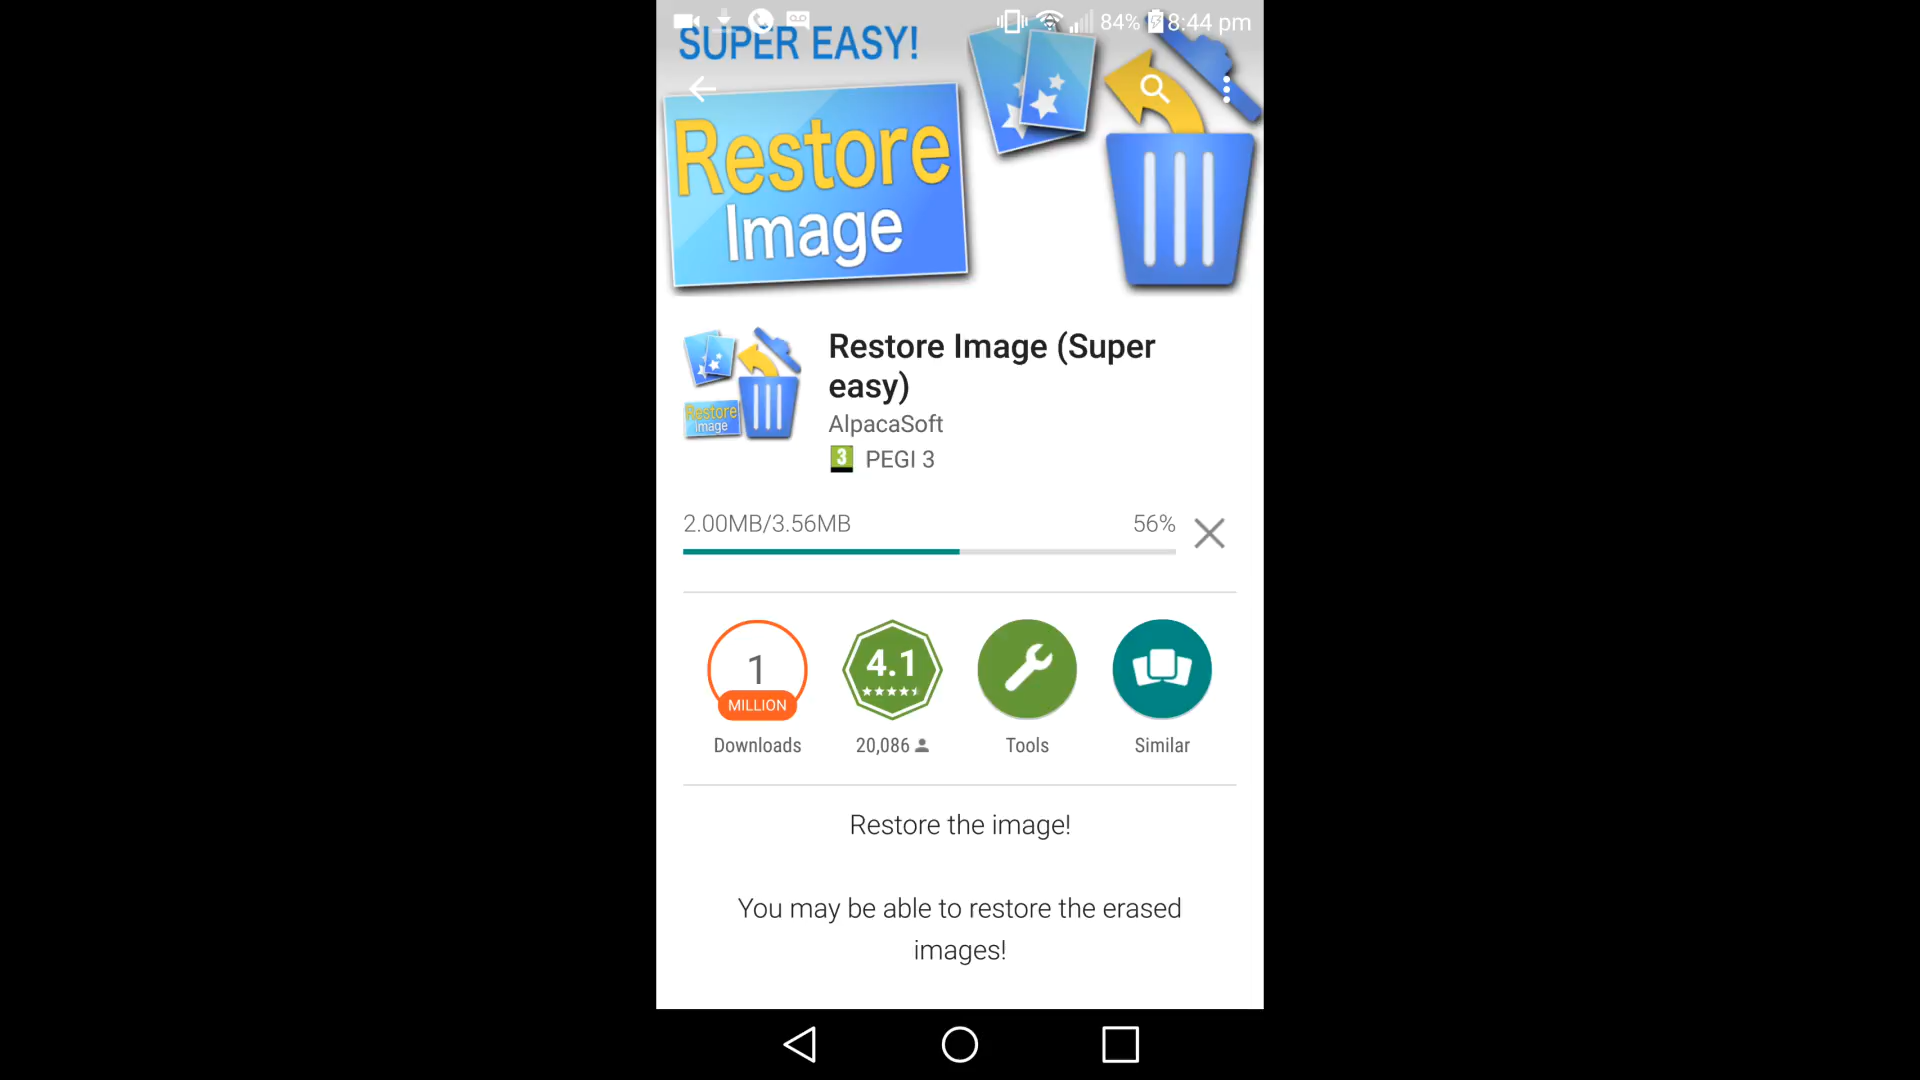 84% 8:44 pm
SUPER EASY!
Restore
Image
Restore Image (Super
easy)
AlpacaSoft
3 PEGI 3
Restore
Image
2.00MB/3.56MB 56%
1
MILLION
4.1
Downloads 20,086 Tools Similar
Restore the image!
You may be able to restore the erased
images!